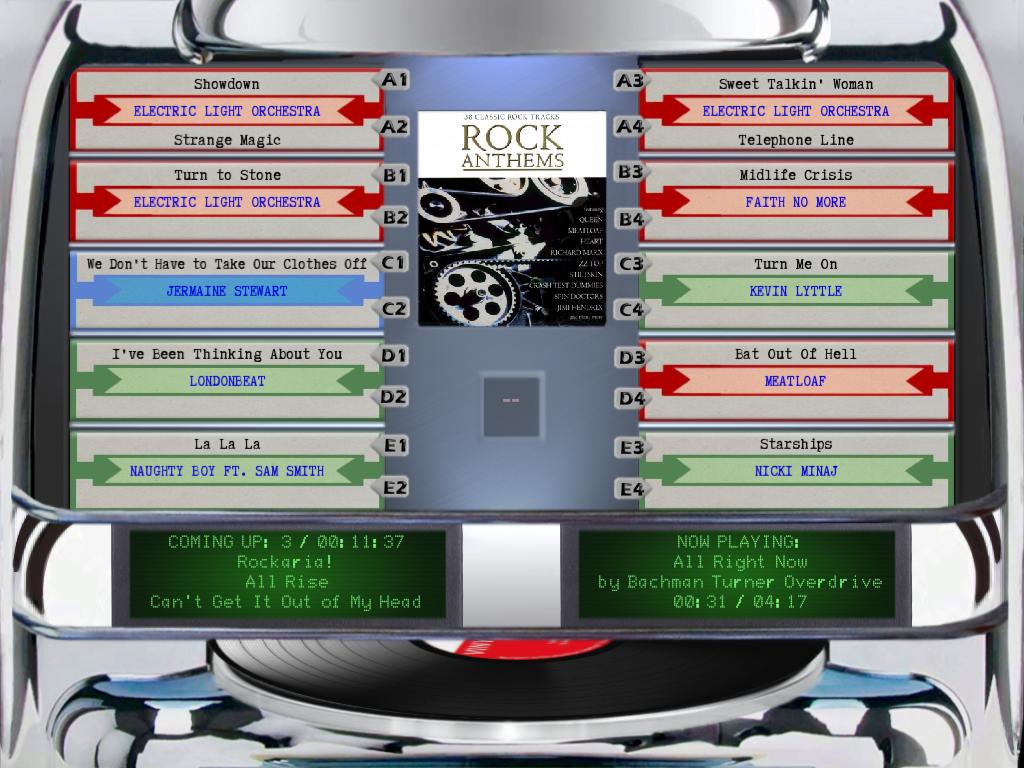 A1
Showdown
ELECTRIC LIGHT ORCHESTRA
A2
Strange Magic
B1
Turn to Stone
ELECTRIC LIGHT ORCHESTRA
B2
C1
We Don't Have to Take Our Clothes Off
JERMAINE STEWART
C2
D1
I've Been Thinking About You
LONDONBEAT
D2
E1
La La La
NAUGHTY BOY FT. SAM SMITH
E2
38 CLASSIC ROCK TRACKS
ROCK
ANTHEMS
featuring
QUEEN
MEATLOAF
HEART
RICHARD MARX
ZZ TOP
STILTSKIN
CRASH TEST DUMMIES
SPIN DOCTORS
JIMI HENDRIX
--
A3
Sweet Talkin' Woman
ELECTRIC LIGHT ORCHESTRA
A4
Telephone Line
B3
Midlife Crisis
FAITH NO MORE
B4
C3
Turn Me On
KEVIN LYTTLE
C4
D3
Bat Out Of Hell
MEATLOAF
D4
E3
Starships
NICKI MINAJ
E4
COMING UP: 3 / 00:11:37
Rockaria!
All Rise
Can't Get It Out of My Head
NOW PLAYING:
All Right Now
by Bachman Turner Overdrive
00:31 / 04:17